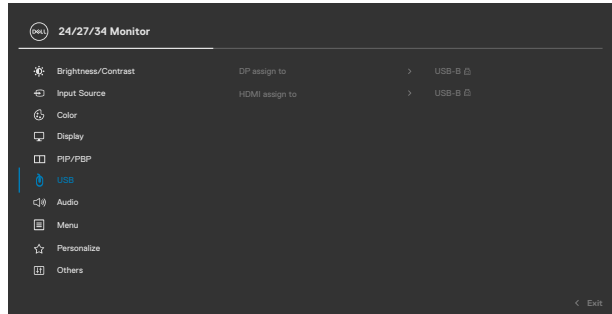 DELL 24/27/34 Monitor
Brightness/Contrast DP assign to > USB-B
Input Source HDMI assign to > USB-B
Color
Display
PIP/PBP
USB
Audio
Menu
Personalize
Others
< Exit